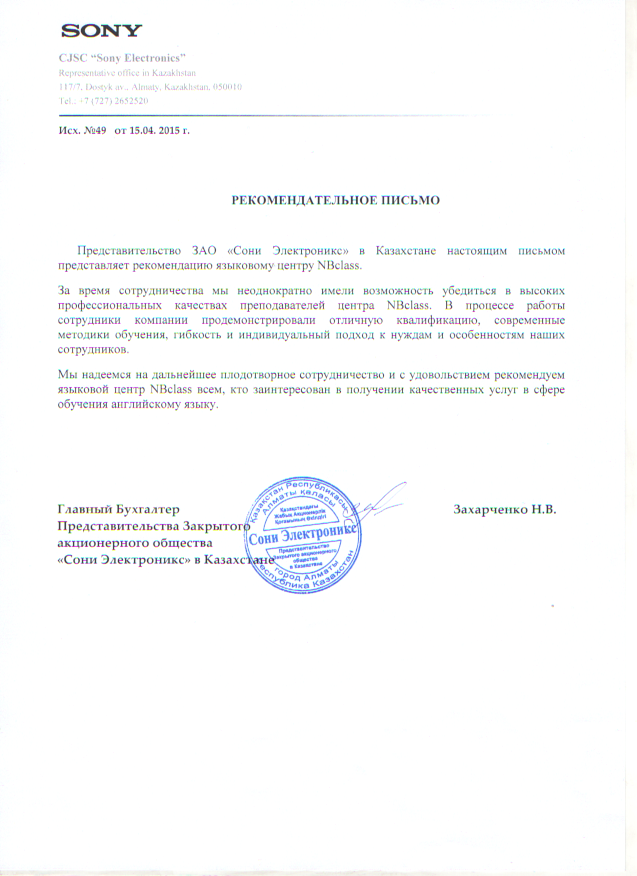 SONY
CJSC “Sony Electronics”
Representative office in Kazakhstan
117/7, Dostyk av., Almaty, Kazakhstan, 050010
Tel.: +7 (727) 2652520
Исх. №49 от 15.04. 2015 г.
РЕКОМЕНДАТЕЛЬНОЕ ПИСЬМО
Представительство ЗАО «Сони Электроникс» в Казахстане настоящим письмом
представляет рекомендацию языковому центру NBclass.
За время сотрудничества мы неоднократно имели возможность убедиться в высоких
профессиональных качествах преподавателей центра NBclass. В процессе работы
сотрудники компании продемонстрировали отличную квалификацию, современные
методики обучения, гибкость и индивидуальный подход к нуждам и особенностям наших
сотрудников.
Мы надеемся на дальнейшее плодотворное сотрудничество и с удовольствием рекомендуем
языковой центр NBclass всем, кто заинтересован в получении качественных услуг в сфере
обучения английскому языку.
Главный Бухгалтер
Представительства Закрытого
акционерного общества
«Сони Электроникс» в Казахстане
Захарченко Н.В.
Қазақстан Республикасы
Алматы қаласы
Қазақстандағы
Жабық Акционерлік
Қоғамының Өкілдігі
Сони Электроникс
Представительство
Закрытого акционерного
общества
в Казахстане
город Алматы
Республика Казахстан